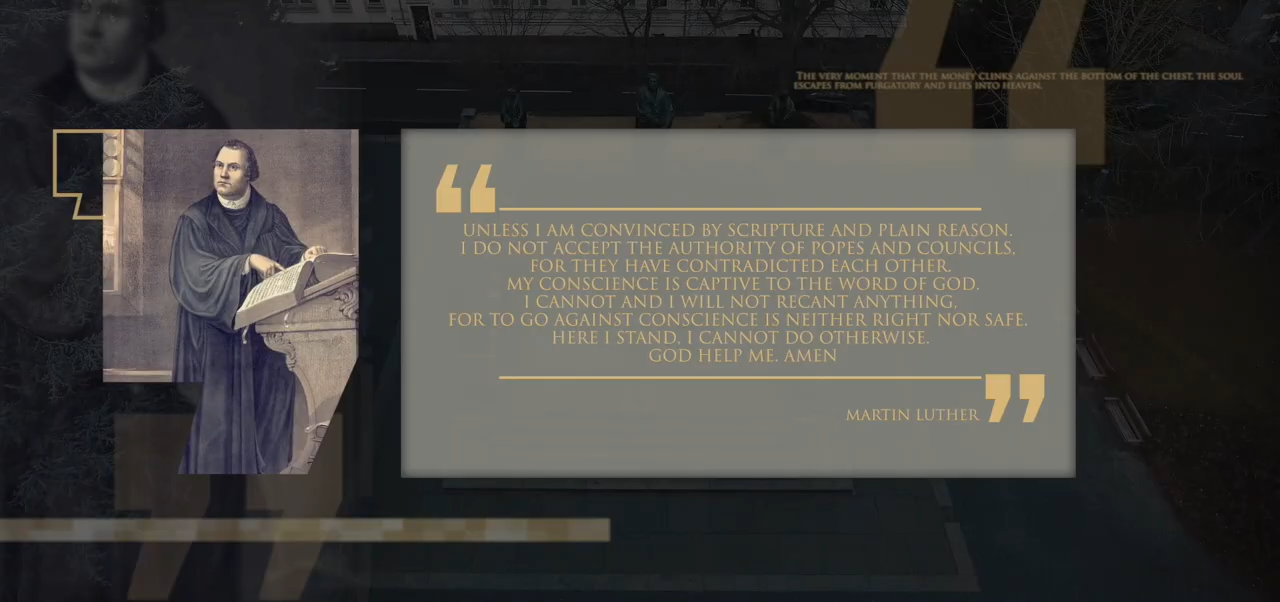 THE VERY MOMENT THAT THE MONEY CLINKS AGAINST THE BOTTOM OF THE CHEST, THE SOUL
ESCAPES FROM PURGATORY AND FLIES INTO HEAVEN.
“
UNLESS I AM CONVINCED BY SCRIPTURE AND PLAIN REASON,
I DO NOT ACCEPT THE AUTHORITY OF POPES AND COUNCILS,
FOR THEY HAVE CONTRADICTED EACH OTHER.
MY CONSCIENCE IS CAPTIVE TO THE WORD OF GOD.
I CANNOT AND I WILL NOT RECANT ANYTHING,
FOR TO GO AGAINST CONSCIENCE IS NEITHER RIGHT NOR SAFE.
HERE I STAND. I CANNOT DO OTHERWISE.
GOD HELP ME. AMEN
MARTIN LUTHER ”